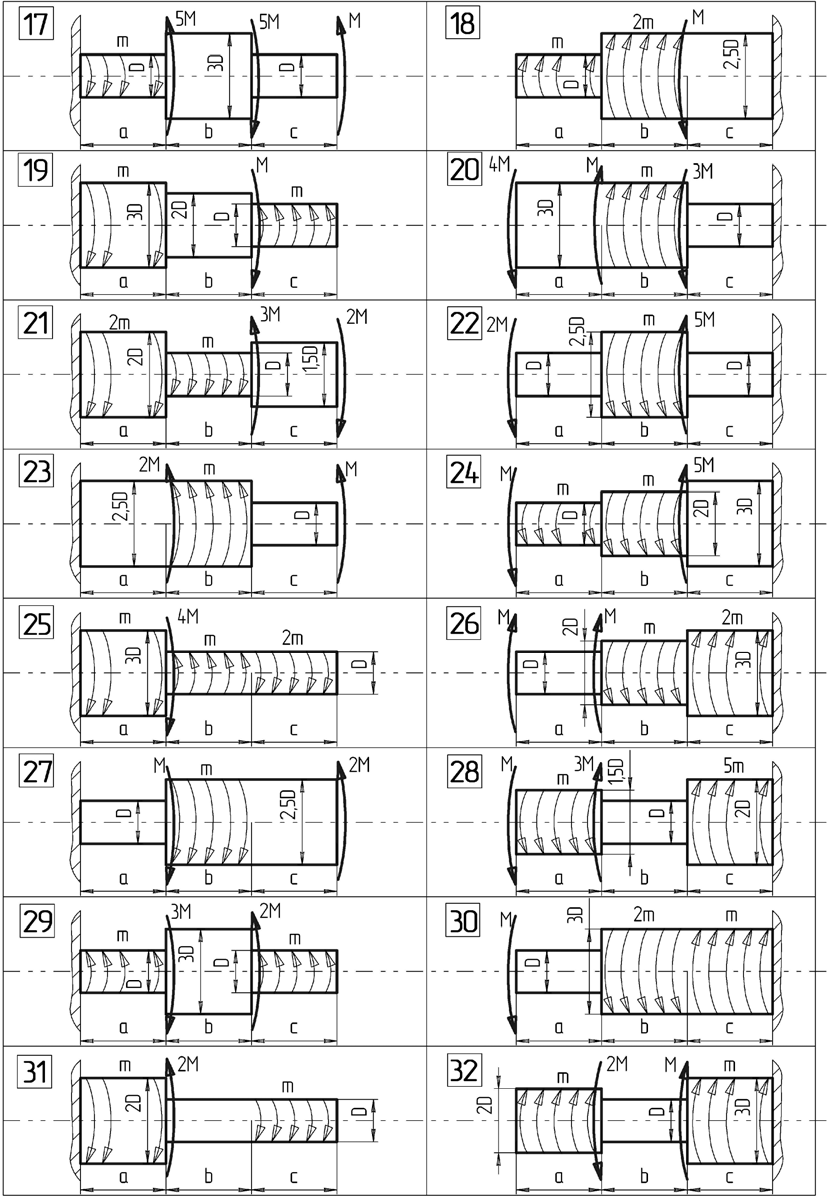 17 m 5M 5M M
D 3D D
a b c
18 m 2m M
D 2,5D
a b c
19 m M m
3D 2D D
a b c
20 4M M m 3M
3D D
a b c
21 2m m 3M 2M
2D D 1,5D
a b c
22 2M m 5M
D 2,5D D
a b c
23 2M m M
2,5D D
a b c
24 M m m 5M
D 2D 3D
a b c
25 m 4M m 2m
3D D
a b c
26 M M m 2m
D 2D 3D
a b c
27 M m 2M
D 2,5D
a b c
28 M m 3M 5m
1,5D D 2D
a b c
29 m 3M 2M m
D 3D D
a b c
30 M 2m m
D 3D
a b c
31 m 2M m
2D D
a b c
32 m 2M M m
2D D 3D
a b c